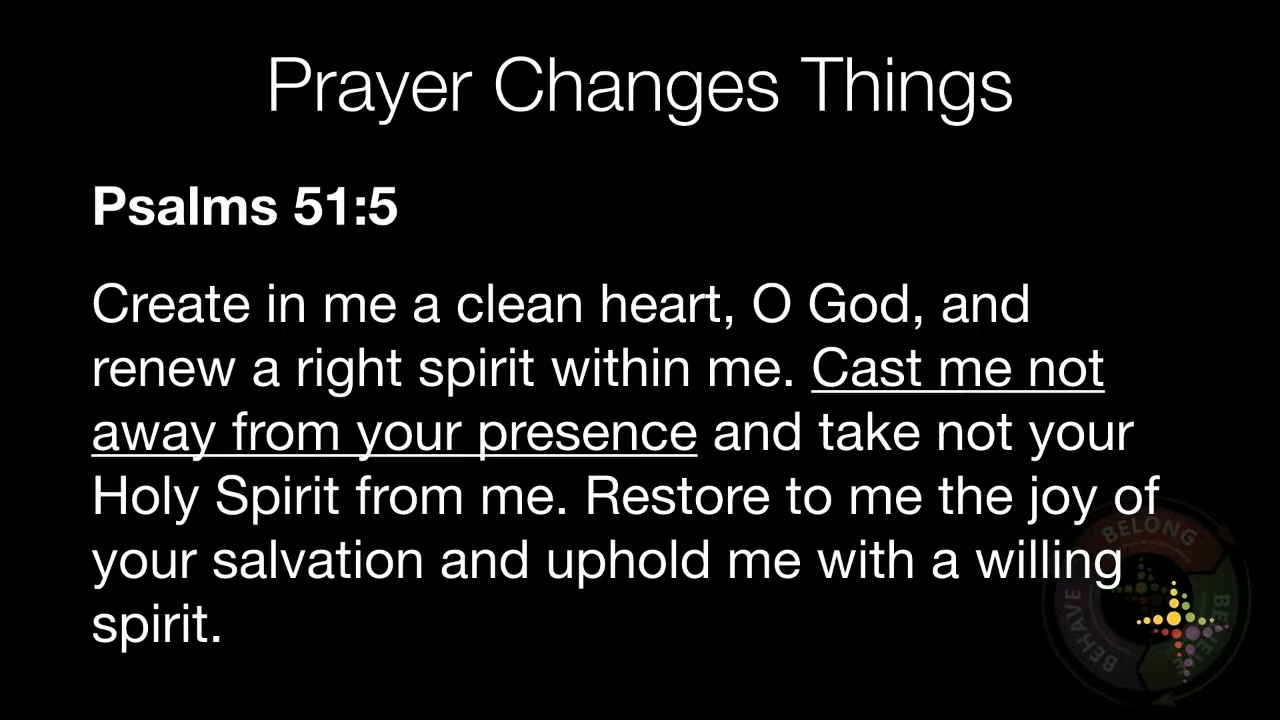 Prayer Changes Things
Psalms 51:5
Create in me a clean heart, O God, and
renew a right spirit within me. Cast me not
away from your presence and take not your
Holy Spirit from me. Restore to me the joy of
your salvation and uphold me with a willing
spirit.
BELONG
BEHAVE